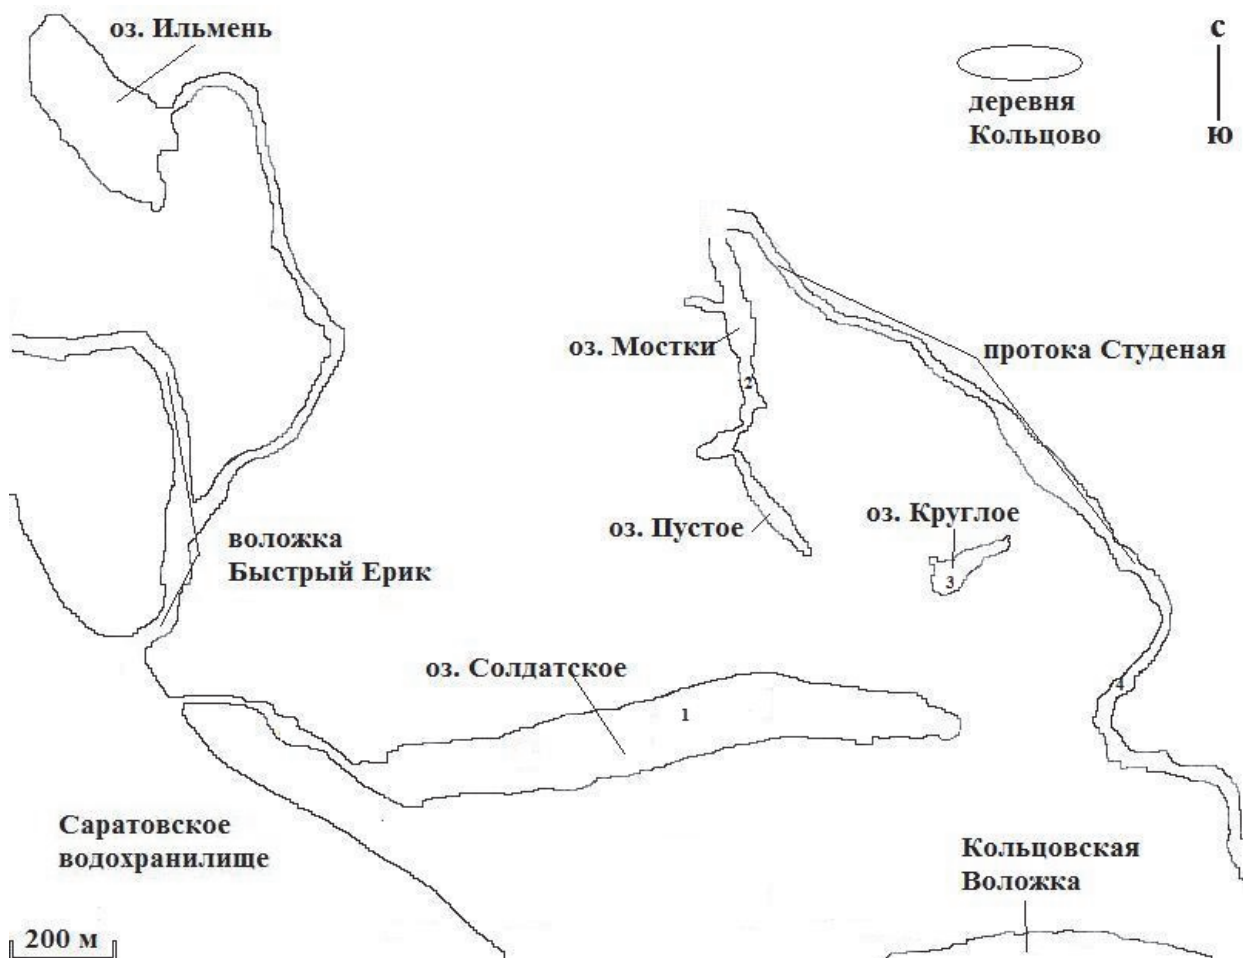 оз. Ильмень
с
деревня
Кольцово
ю
оз. Мостки
протока Студеная
2
оз. Пустое
оз. Круглое
3
воложка
Быстрый Ерик
оз. Солдатское
4
1
Саратовское
водохранилище
Кольцовская
Воложка
200 м